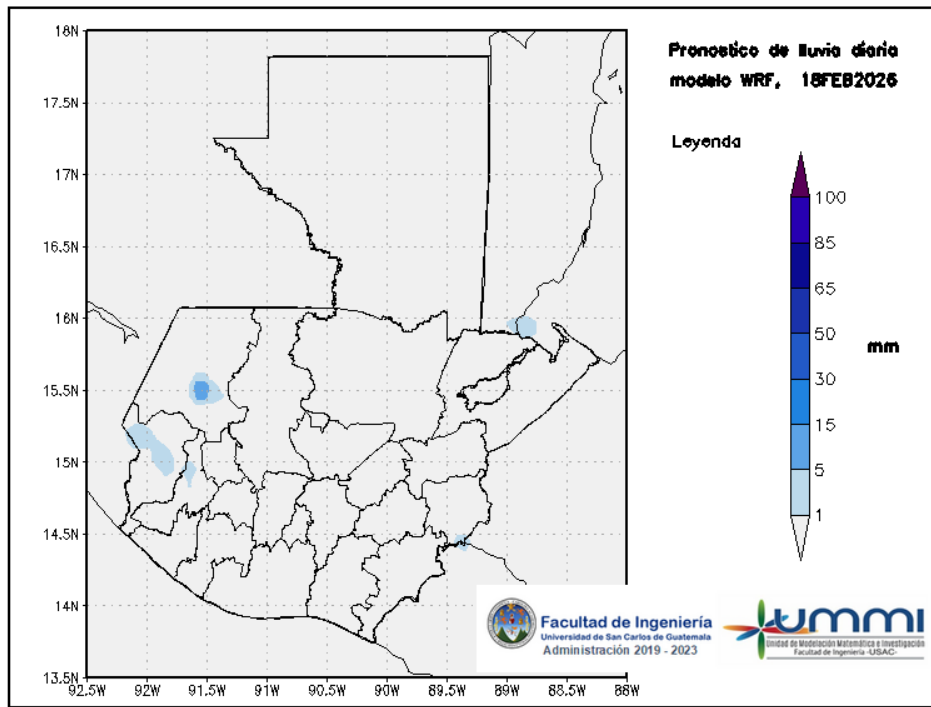 Pronostico de lluvia diaria
modelo WRF, 18FEB2026
Leyenda
100
85
65
50
mm
30
15
5
1
18N
17.5N
17N
16.5N
16N
15.5N
15N
14.5N
14N
13.5N
92.5W
92W
91.5W
91W
90.5W
90W
89.5W
89W
88.5W
88W
Facultad de Ingeniería
Universidad de San Carlos de Guatemala
Administración 2019 - 2023
UMMI
Unidad de Modelación Matemática e Investigación
Facultad de Ingeniería -USAC-